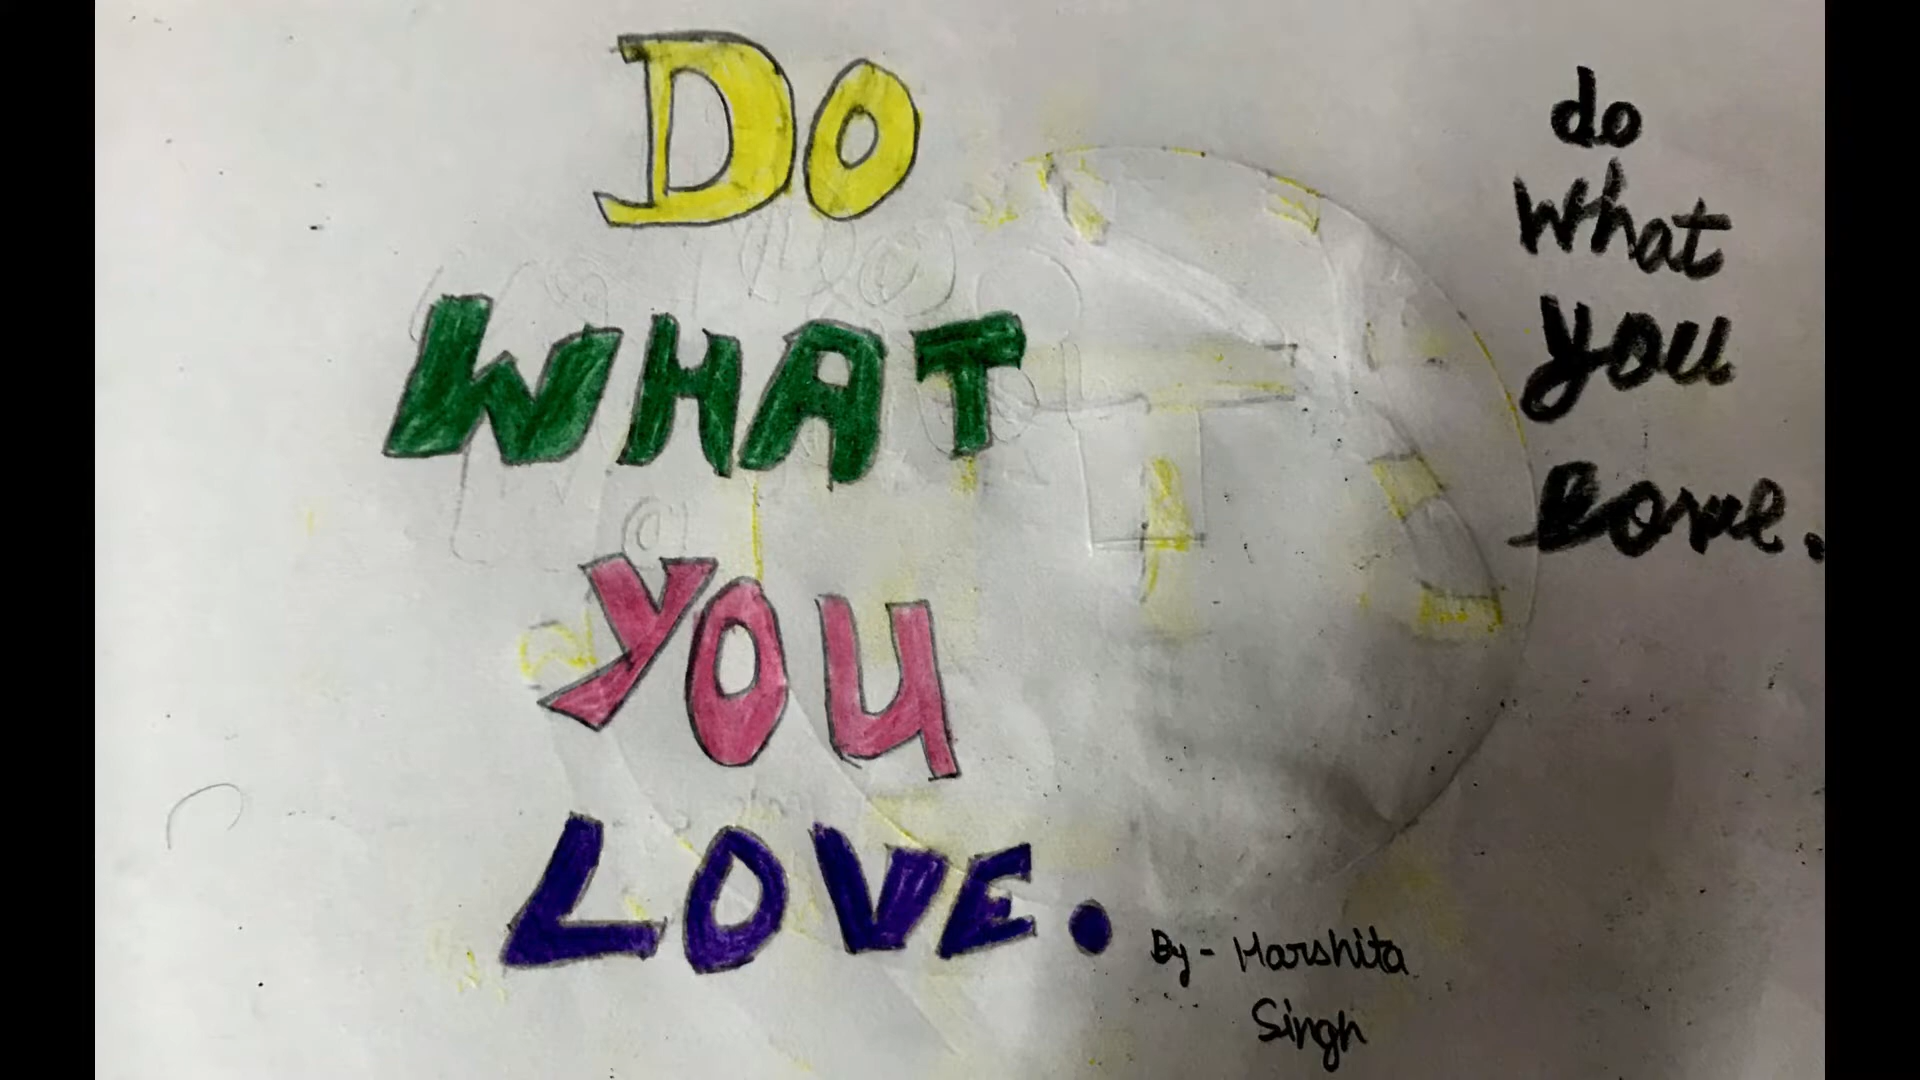 DO
WHAT
YOU
LOVE.
By - Harshita
Singh
do
what
you
Love.